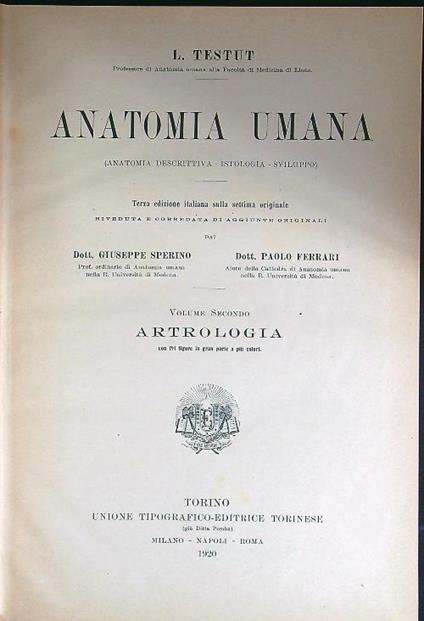 L. TESTUT
Professore di Anatomia umana alla Facoltà di Medicina di Lione.
ANATOMIA UMANA
(ANATOMIA DESCRITTIVA - ISTOLOGIA - SVILUPPO)
Terza edizione italiana sulla settima originale
RIVEDUTA E CORREDATA DI AGGIUNTE ORIGINALI
DAI
Dott. GIUSEPPE SPERINO
Prof. ordinario di Anatomia umana
nella R. Università di Modena.
Dott. PAOLO FERRARI
Aiuto della Cattedra di Anatomia umana
nella R. Università di Modena.
VOLUME SECONDO
ARTROLOGIA
con 191 figure in gran parte a più colori.
TORINO
UNIONE TIPOGRAFICO-EDITRICE TORINESE
(già Ditta Pomba)
MILANO - NAPOLI - ROMA
1920